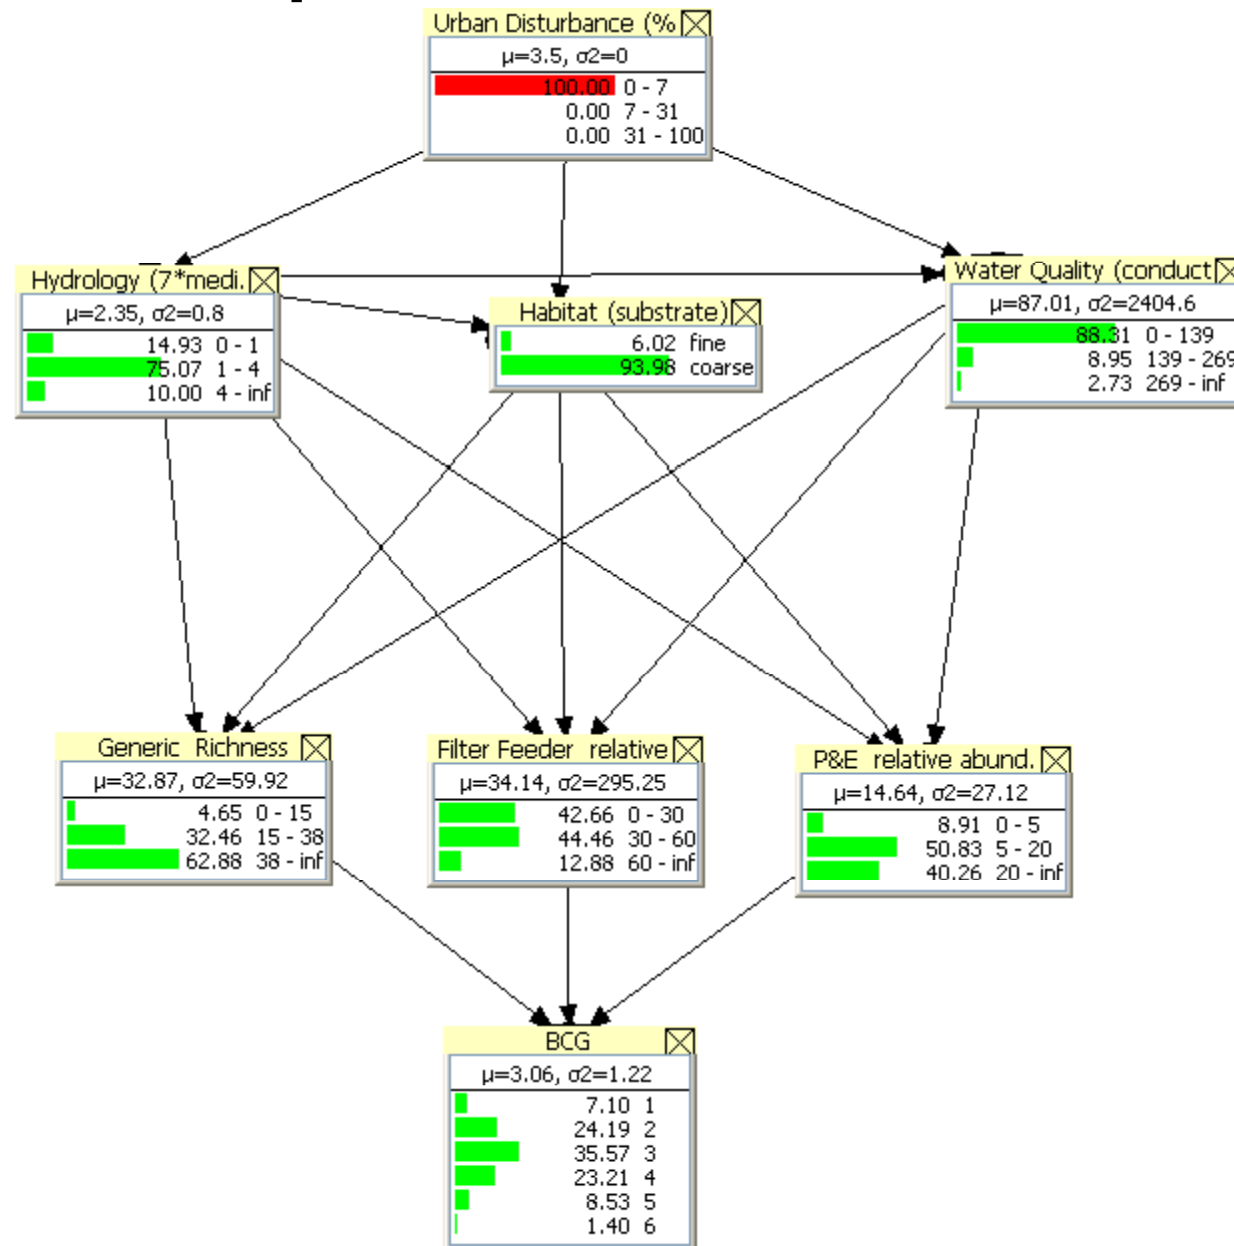 Urban Disturbance (%
μ=3.5, σ2=0
100.00 0 - 7
0.00 7 - 31
0.00 31 - 100
Hydrology (7*medi.
μ=2.35, σ2=0.8
14.93 0 - 1
75.07 1 - 4
10.00 4 - inf
Habitat (substrate)
6.02 fine
93.98 coarse
Water Quality (conduct
μ=87.01, σ2=2404.6
88.31 0 - 139
8.95 139 - 269
2.73 269 - inf
Generic Richness
μ=32.87, σ2=59.92
4.65 0 - 15
32.46 15 - 38
62.88 38 - inf
Filter Feeder relative
μ=34.14, σ2=295.25
42.66 0 - 30
44.46 30 - 60
12.88 60 - inf
P&E relative abund.
μ=14.64, σ2=27.12
8.91 0 - 5
50.83 5 - 20
40.26 20 - inf
BCG
μ=3.06, σ2=1.22
7.10 1
24.19 2
35.57 3
23.21 4
8.53 5
1.40 6